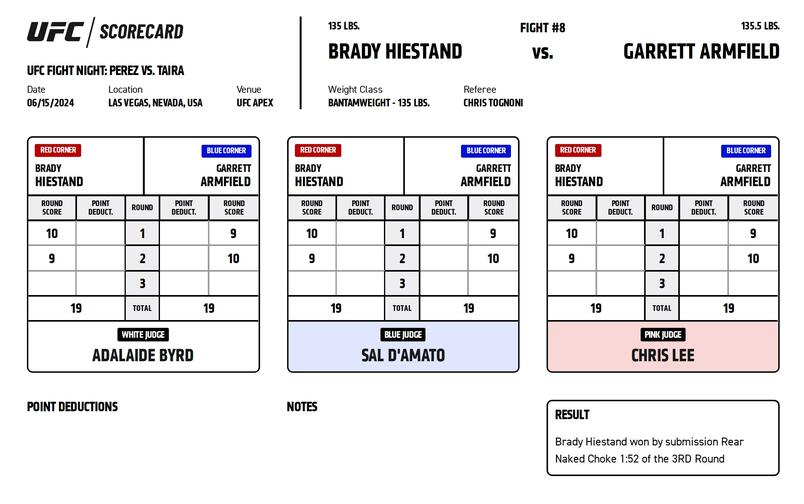 UFC / SCORECARD
UFC FIGHT NIGHT: PEREZ VS. TAIRA
Date Location Venue
06/15/2024 LAS VEGAS, NEVADA, USA UFC APEX
135 LBS. FIGHT #8 135.5 LBS.
BRADY HIESTAND VS. GARRETT ARMFIELD
Weight Class Referee
BANTAMWEIGHT - 135 LBS. CHRIS TOGNONI
RED CORNER BLUE CORNER
BRADY GARRETT
HIESTAND ARMFIELD
ROUND SCORE POINT DEDUCT. ROUND POINT DEDUCT. ROUND SCORE
10 1 9
9 2 10
3
19 TOTAL 19
WHITE JUDGE
ADALAIDE BYRD
RED CORNER BLUE CORNER
BRADY GARRETT
HIESTAND ARMFIELD
ROUND SCORE POINT DEDUCT. ROUND POINT DEDUCT. ROUND SCORE
10 1 9
9 2 10
3
19 TOTAL 19
BLUE JUDGE
SAL D'AMATO
RED CORNER BLUE CORNER
BRADY GARRETT
HIESTAND ARMFIELD
ROUND SCORE POINT DEDUCT. ROUND POINT DEDUCT. ROUND SCORE
10 1 9
9 2 10
3
19 TOTAL 19
PINK JUDGE
CHRIS LEE
POINT DEDUCTIONS
NOTES
RESULT
Brady Hiestand won by submission Rear
Naked Choke 1:52 of the 3RD Round